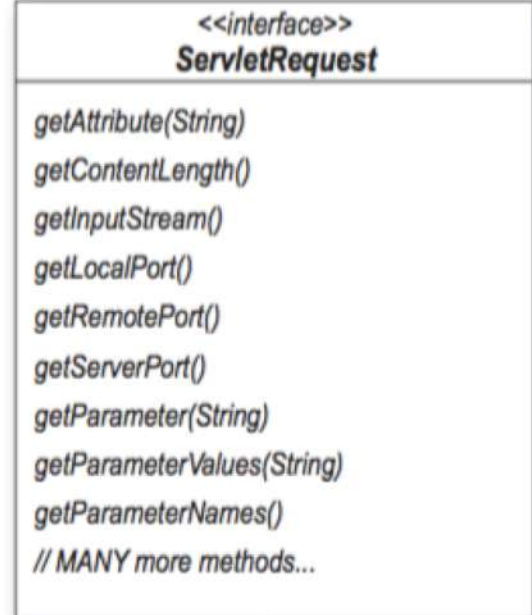 <<interface>>
ServletRequest
getAttribute(String)
getContentLength()
getInputStream()
getLocalPort()
getRemotePort()
getServerPort()
getParameter(String)
getParameterValues(String)
getParameterNames()
// MANY more methods...